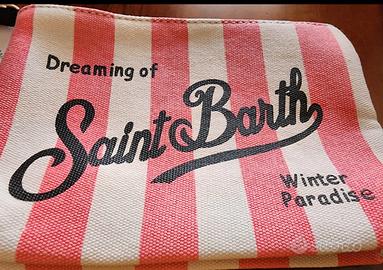 Dreaming of
Saint Barth
Winter
Paradise